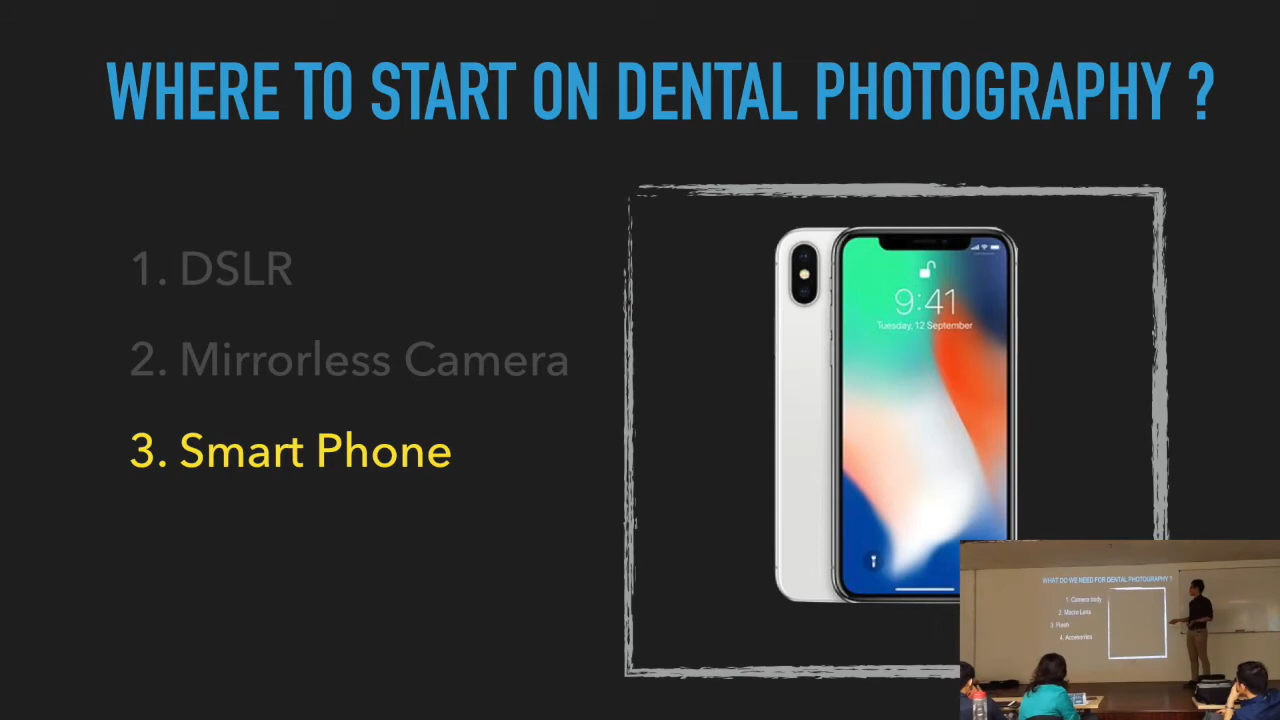 WHERE TO START ON DENTAL PHOTOGRAPHY ?
1. DSLR
2. Mirrorless Camera
3. Smart Phone
9:41
Tuesday, 12 September
WHAT DO WE NEED FOR DENTAL PHOTOGRAPHY ?
1. Camera body
2. Macro Lens
3. Flash
4. Accesorries